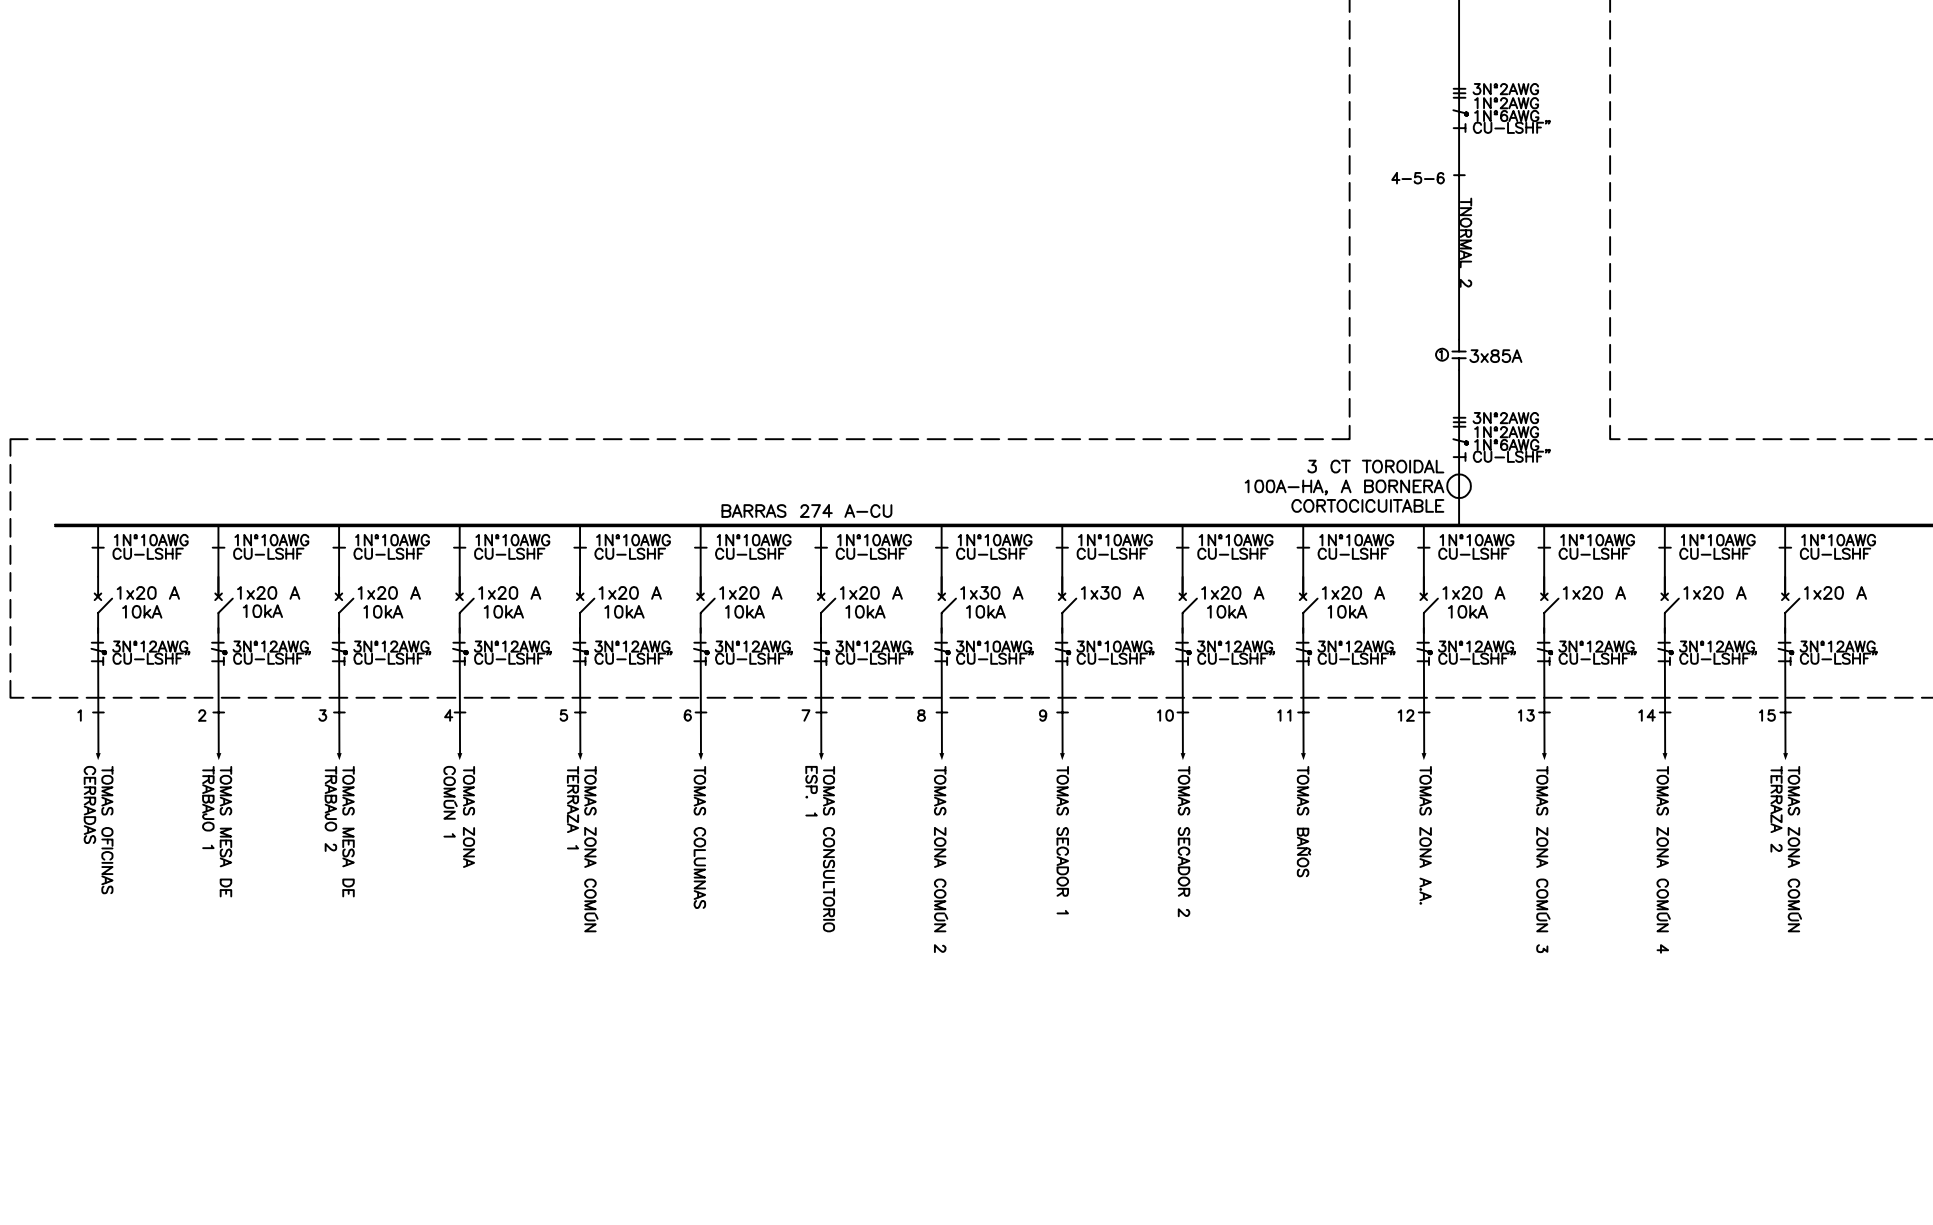 3N°2AWG
1N°2AWG
1N°6AWG
CU-LSHF"
4-5-6
TNORMAL 2
1
3x85A
3N°2AWG
1N°2AWG
1N°6AWG
CU-LSHF"
3 CT TOROIDAL
100A-HA, A BORNERA
CORTOCICUITABLE
BARRAS 274 A-CU
1N°10AWG
CU-LSHF
1x20 A
10kA
3N°12AWG
CU-LSHF"
1
TOMAS OFICINAS
CERRADAS
1N°10AWG
CU-LSHF
1x20 A
10kA
3N°12AWG
CU-LSHF"
2
TOMAS MESA DE
TRABAJO 1
1N°10AWG
CU-LSHF
1x20 A
10kA
3N°12AWG
CU-LSHF"
3
TOMAS MESA DE
TRABAJO 2
1N°10AWG
CU-LSHF
1x20 A
10kA
3N°12AWG
CU-LSHF"
4
TOMAS ZONA
COMÚN 1
1N°10AWG
CU-LSHF
1x20 A
10kA
3N°12AWG
CU-LSHF"
5
TOMAS ZONA COMÚN
TERRAZA 1
1N°10AWG
CU-LSHF
1x20 A
10kA
3N°12AWG
CU-LSHF"
6
TOMAS COLUMNAS
1N°10AWG
CU-LSHF
1x20 A
10kA
3N°12AWG
CU-LSHF"
7
TOMAS CONSULTORIO
ESP. 1
1N°10AWG
CU-LSHF
1x30 A
10kA
3N°10AWG
CU-LSHF"
8
TOMAS ZONA COMÚN 2
1N°10AWG
CU-LSHF
1x30 A
3N°10AWG
CU-LSHF"
9
TOMAS SECADOR 1
1N°10AWG
CU-LSHF
1x20 A
10kA
3N°12AWG
CU-LSHF"
10
TOMAS SECADOR 2
1N°10AWG
CU-LSHF
1x20 A
10kA
3N°12AWG
CU-LSHF"
11
TOMAS BAÑOS
1N°10AWG
CU-LSHF
1x20 A
10kA
3N°12AWG
CU-LSHF"
12
TOMAS ZONA A.A.
1N°10AWG
CU-LSHF
1x20 A
3N°12AWG
CU-LSHF"
13
TOMAS ZONA COMÚN 3
1N°10AWG
CU-LSHF
1x20 A
3N°12AWG
CU-LSHF"
14
TOMAS ZONA COMÚN 4
1N°10AWG
CU-LSHF
1x20 A
3N°12AWG
CU-LSHF"
15
TOMAS ZONA COMÚN
TERRAZA 2